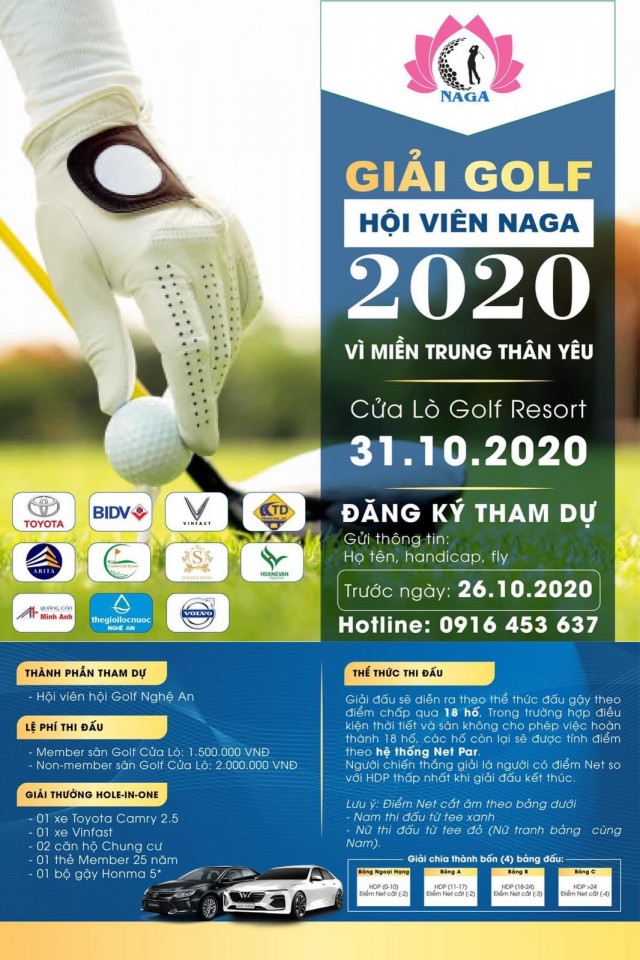 NAGA
GIẢI GOLF
HỘI VIÊN NAGA
2020
VÌ MIỀN TRUNG THÂN YÊU
Cửa Lò Golf Resort
31.10.2020
ĐĂNG KÝ THAM DỰ
Gửi thông tin:
Họ tên, handicap, fly
Trước ngày: 26.10.2020
Hotline: 0916 453 637
TOYOTA
BIDV
VINFAST
CTD
ARITA
HOANGVAN
QUẢNG CÁO
Minh Anh
thegioilocnuoc
NGHỆ AN
VOLVO
THÀNH PHẦN THAM DỰ
- Hội viên hội Golf Nghệ An
LỆ PHÍ THI ĐẤU
- Member sân Golf Cửa Lò: 1.500.000 VNĐ
- Non-member sân Golf Cửa Lò: 2.000.000 VNĐ
GIẢI THƯỞNG HOLE-IN-ONE
- 01 xe Toyota Camry 2.5
- 01 xe Vinfast
- 02 căn hộ Chung cư
- 01 thẻ Member 25 năm
- 01 bộ gậy Honma 5*
THỂ THỨC THI ĐẤU
Giải đấu sẽ diễn ra theo thể thức đấu gậy theo
điểm chấp qua 18 hố. Trong trường hợp điều
kiện thời tiết và sân không cho phép việc hoàn
thành 18 hố, các hố còn lại sẽ được tính điểm
theo hệ thống Net Par.
Người chiến thắng giải là người có điểm Net so
với HDP thấp nhất khi giải đấu kết thúc.
Lưu ý: Điểm Net cắt âm theo bảng dưới
- Nam thi đấu từ tee xanh
- Nữ thi đấu từ tee đỏ (Nữ tranh bảng cùng
Nam).
Giải chia thành bốn (4) bảng đấu:
Bảng Ngoại Hạng
HDP (0-10)
Điểm Net cắt (-2)
Bảng A
HDP (11-17)
Điểm Net cắt (-2)
Bảng B
HDP (18-24)
Điểm Net cắt (-3)
Bảng C
HDP >24
Điểm Net cắt (-4)